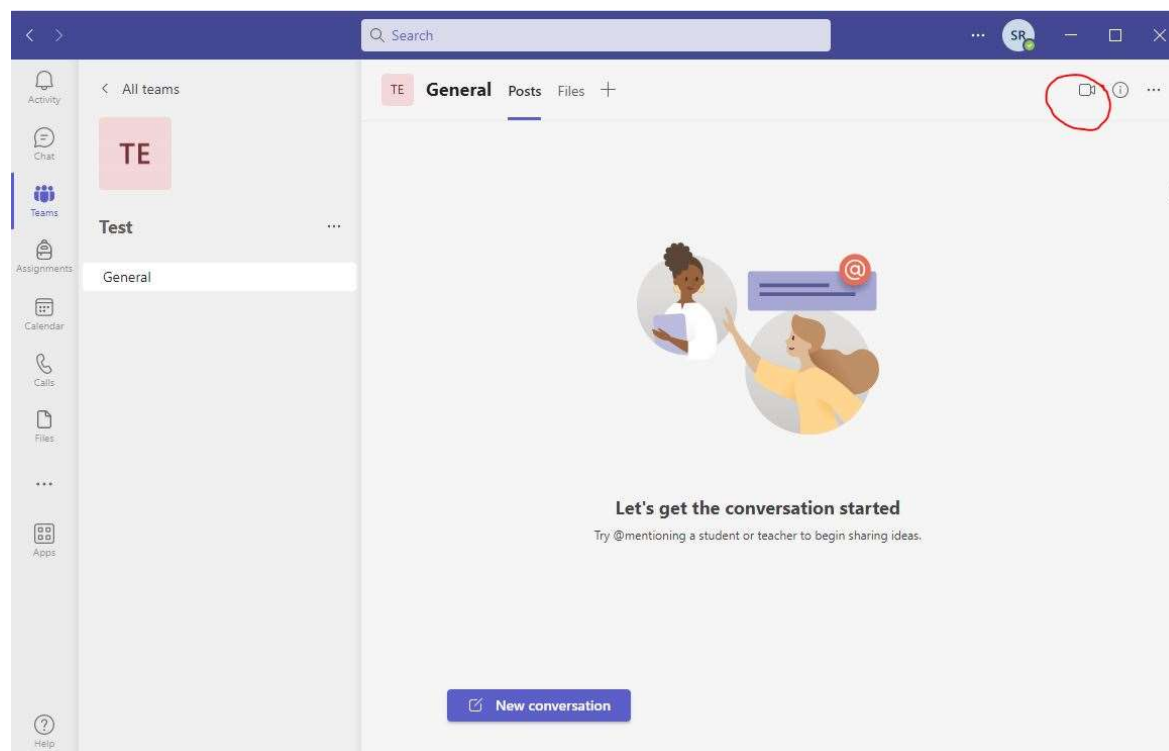 Search
...
SR
Activity
Chat
Teams
Assignments
Calendar
Calls
Files
...
Apps
Help
All teams
TE
Test
...
General
TE
General Posts Files +
...
@
Let's get the conversation started
Try @mentioning a student or teacher to begin sharing ideas.
New conversation